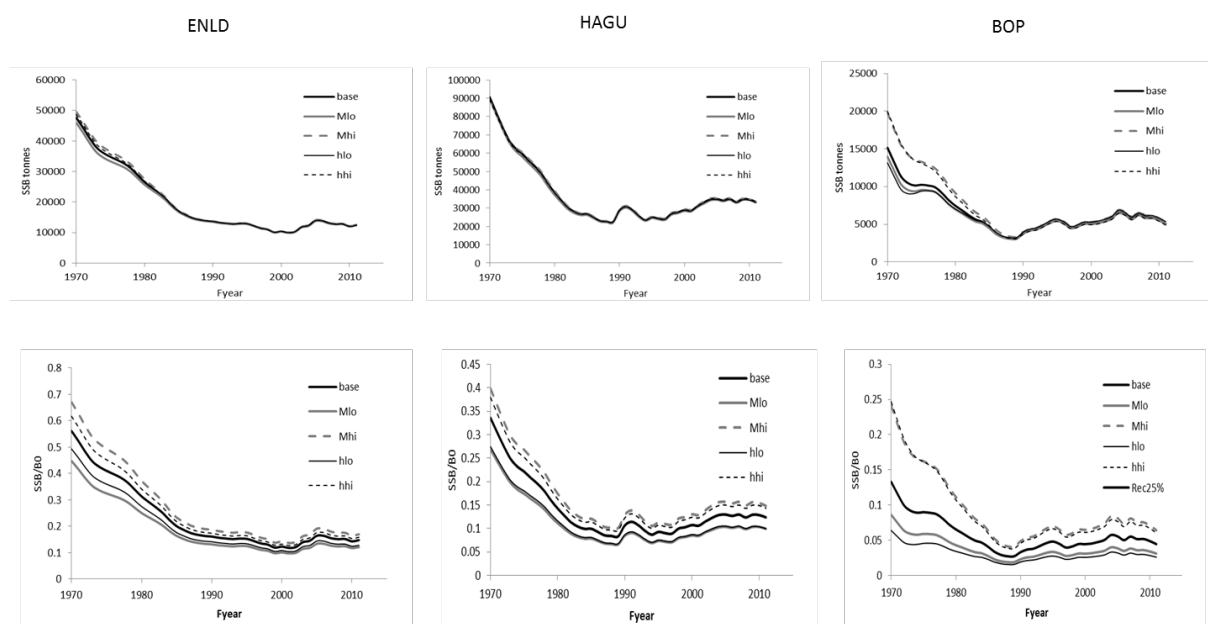 ENLD
HAGU
BOP
60000
50000
40000
30000
20000
10000
0
SSB tonnes
1970 1980 1990 2000 2010
Fyear
base
Mlo
Mhi
hlo
hhi
100000
90000
80000
70000
60000
50000
40000
30000
20000
10000
0
SSB tonnes
1970 1980 1990 2000 2010
Fyear
base
Mlo
Mhi
hlo
hhi
25000
20000
15000
10000
5000
0
SSB tonnes
1970 1980 1990 2000 2010
Fyear
base
Mlo
Mhi
hlo
hhi
0.8
0.7
0.6
0.5
0.4
0.3
0.2
0.1
0
SSB/B0
1970 1980 1990 2000 2010
Fyear
base
Mlo
Mhi
hlo
hhi
0.45
0.4
0.35
0.3
0.25
0.2
0.15
0.1
0.05
0
SSB/B0
1970 1980 1990 2000 2010
Fyear
base
Mlo
Mhi
hlo
hhi
0.3
0.25
0.2
0.15
0.1
0.05
0
SSB/B0
1970 1980 1990 2000 2010
Fyear
base
Mlo
Mhi
hlo
hhi
Rec25%